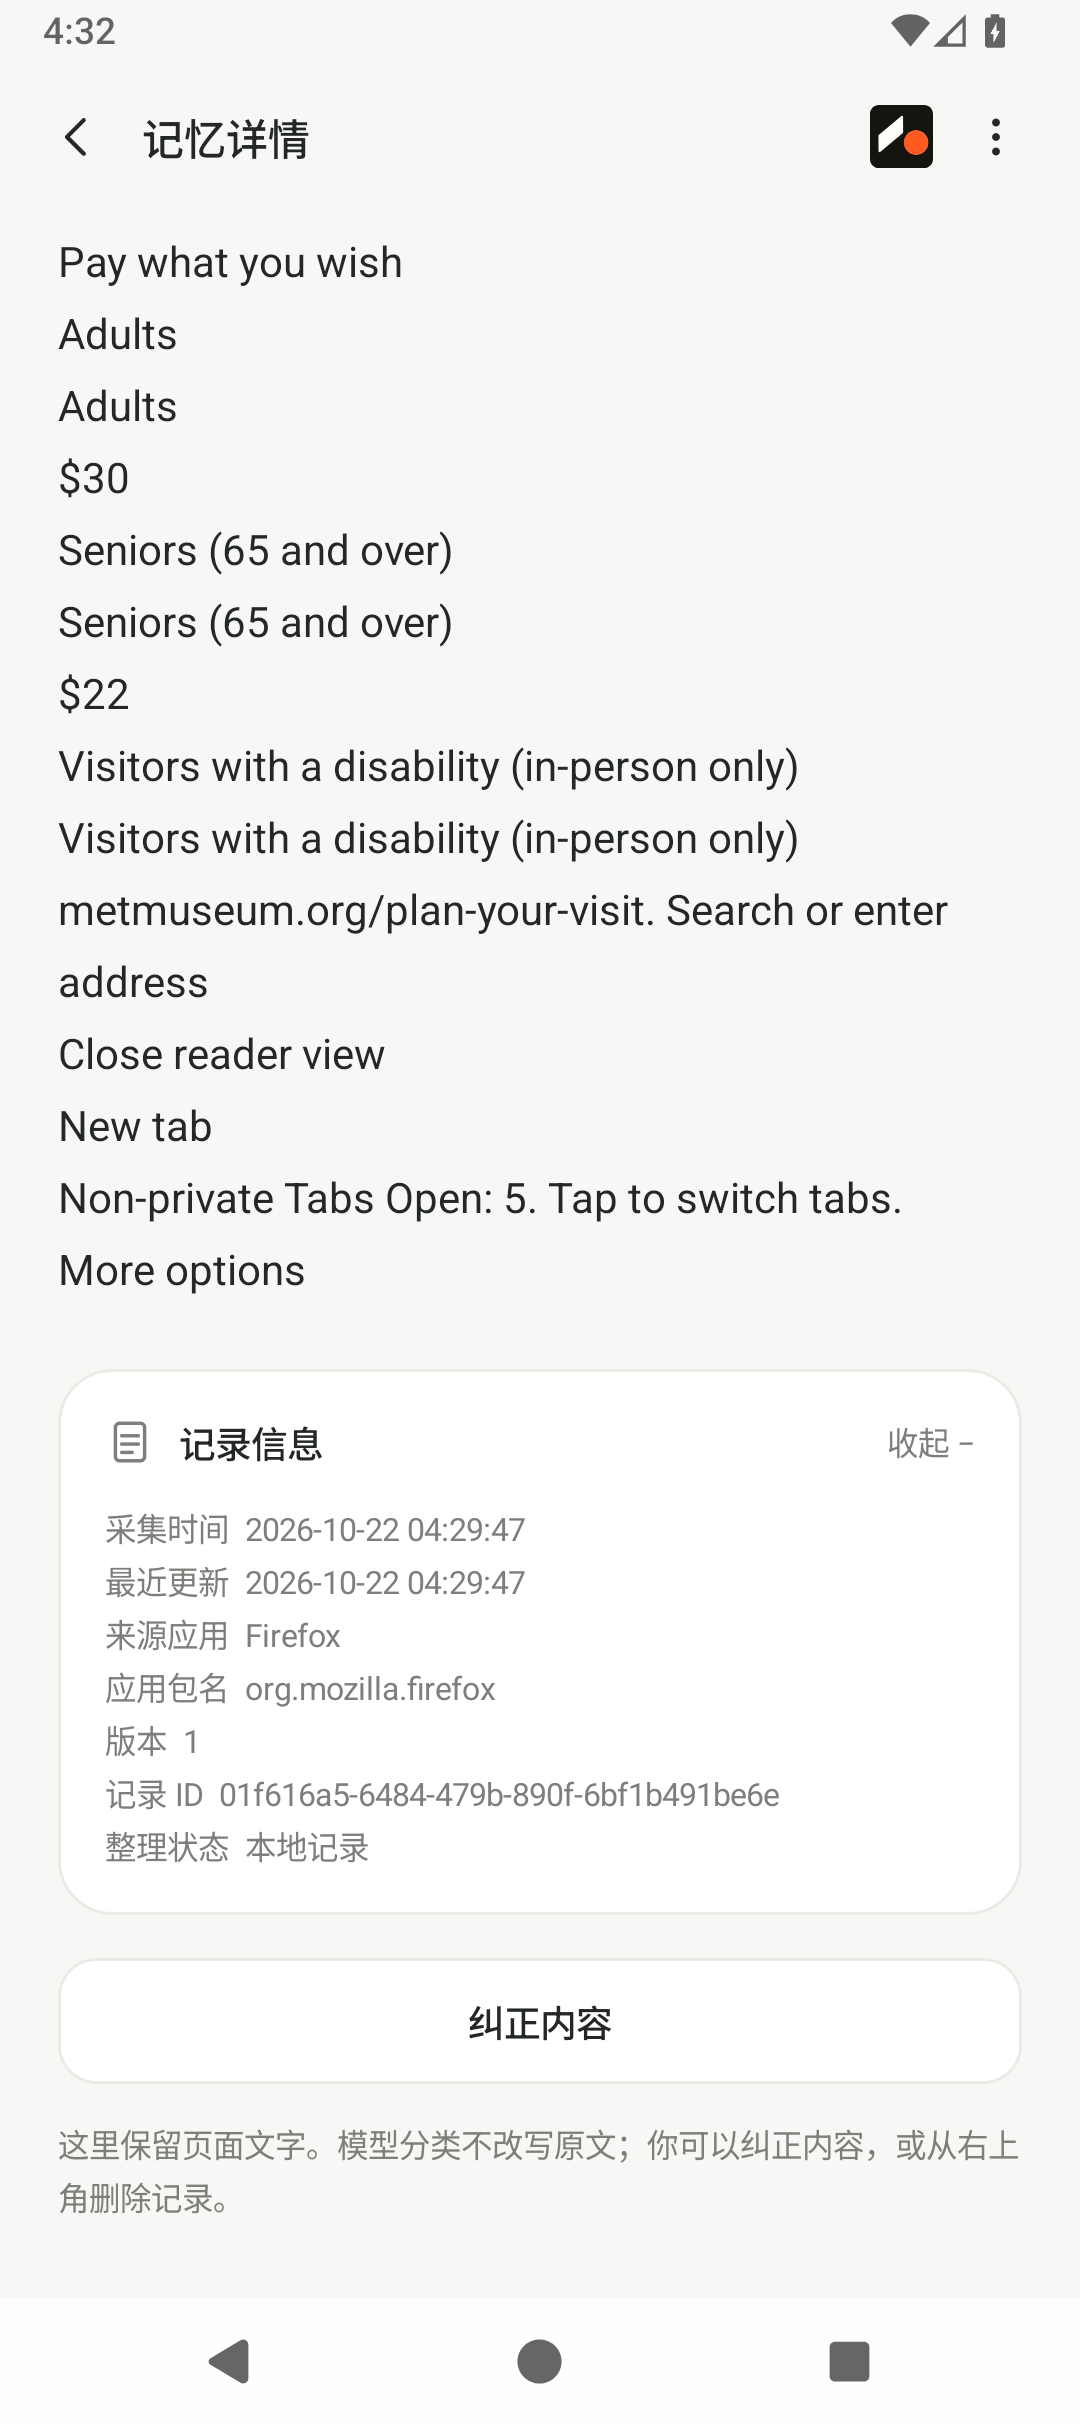 4:32
记忆详情
Pay what you wish
Adults
Adults
$30
Seniors (65 and over)
Seniors (65 and over)
$22
Visitors with a disability (in-person only)
Visitors with a disability (in-person only)
metmuseum.org/plan-your-visit. Search or enter
address
Close reader view
New tab
Non-private Tabs Open: 5. Tap to switch tabs.
More options
记录信息 收起 –
采集时间 2026-10-22 04:29:47
最近更新 2026-10-22 04:29:47
来源应用 Firefox
应用包名 org.mozilla.firefox
版本 1
记录 ID 01f616a5-6484-479b-890f-6bf1b491be6e
整理状态 本地记录
纠正内容
这里保留页面文字。模型分类不改写原文；你可以纠正内容，或从右上
角删除记录。